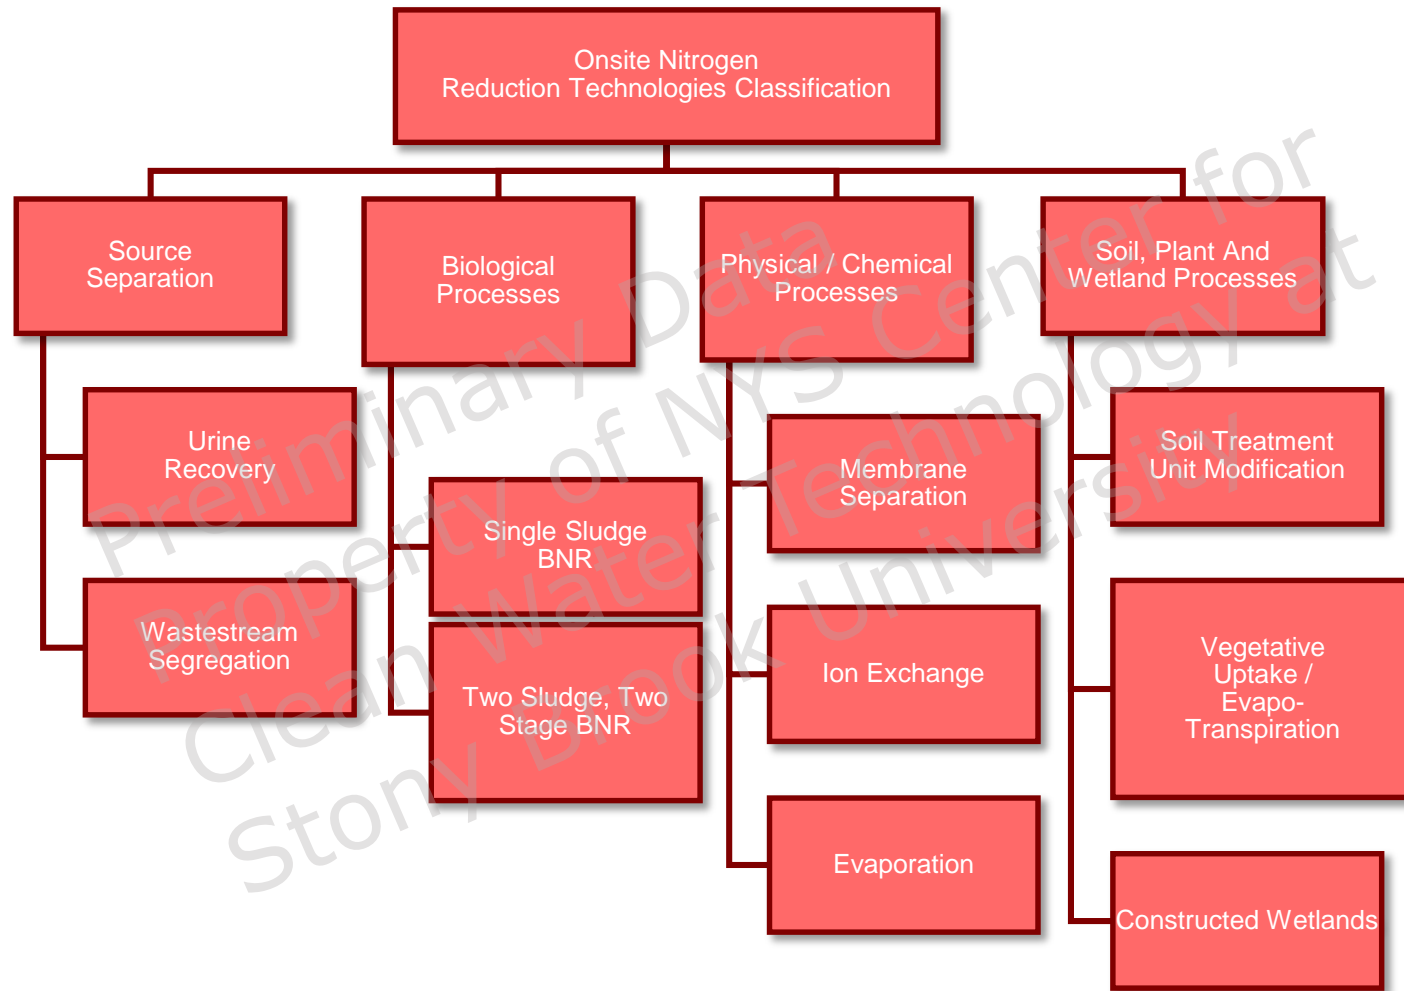 Onsite Nitrogen
Reduction Technologies Classification
Source
Separation
Biological
Processes
Physical / Chemical
Processes
Soil, Plant And
Wetland Processes
Urine
Recovery
Wastestream
Segregation
Single Sludge
BNR
Two Sludge, Two
Stage BNR
Membrane
Separation
Ion Exchange
Evaporation
Soil Treatment
Unit Modification
Vegetative
Uptake /
Evapo-
Transpiration
Constructed Wetlands
Preliminary Data
Property of NYS Center for
Clean Water Technology at
Stony Brook University